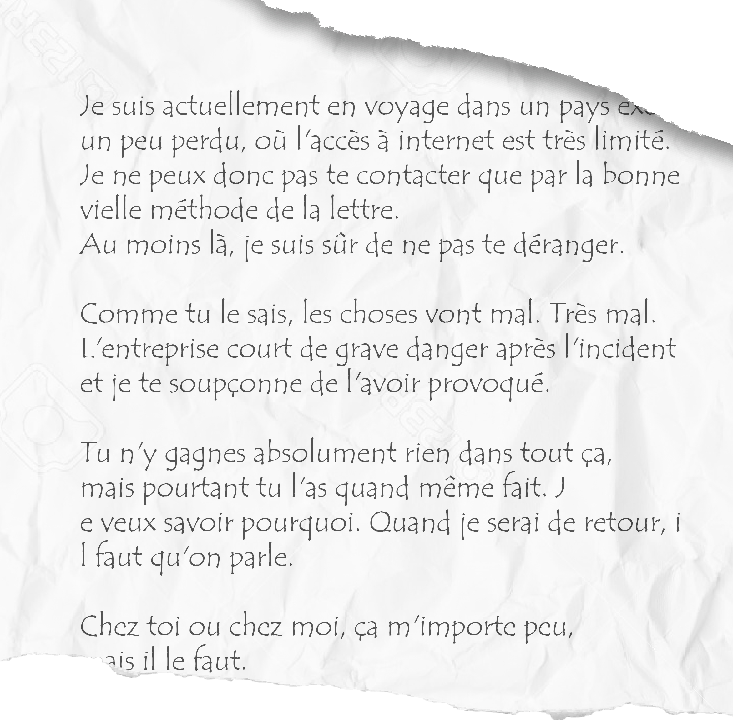 Je suis actuellement en voyage dans un pays
un peu perdu, où l'accès à internet est très limité.
Je ne peux donc pas te contacter que par la bonne
vielle méthode de la lettre.
Au moins là, je suis sûr de ne pas te déranger.
Comme tu le sais, les choses vont mal. Très mal.
L'entreprise court de grave danger après l'incident
et je te soupçonne de l'avoir provoqué.
Tu n'y gagnes absolument rien dans tout ça,
mais pourtant tu l'as quand même fait. J
e veux savoir pourquoi. Quand je serai de retour, i
l faut qu'on parle.
Chez toi ou chez moi, ça m'importe peu,
il le faut.